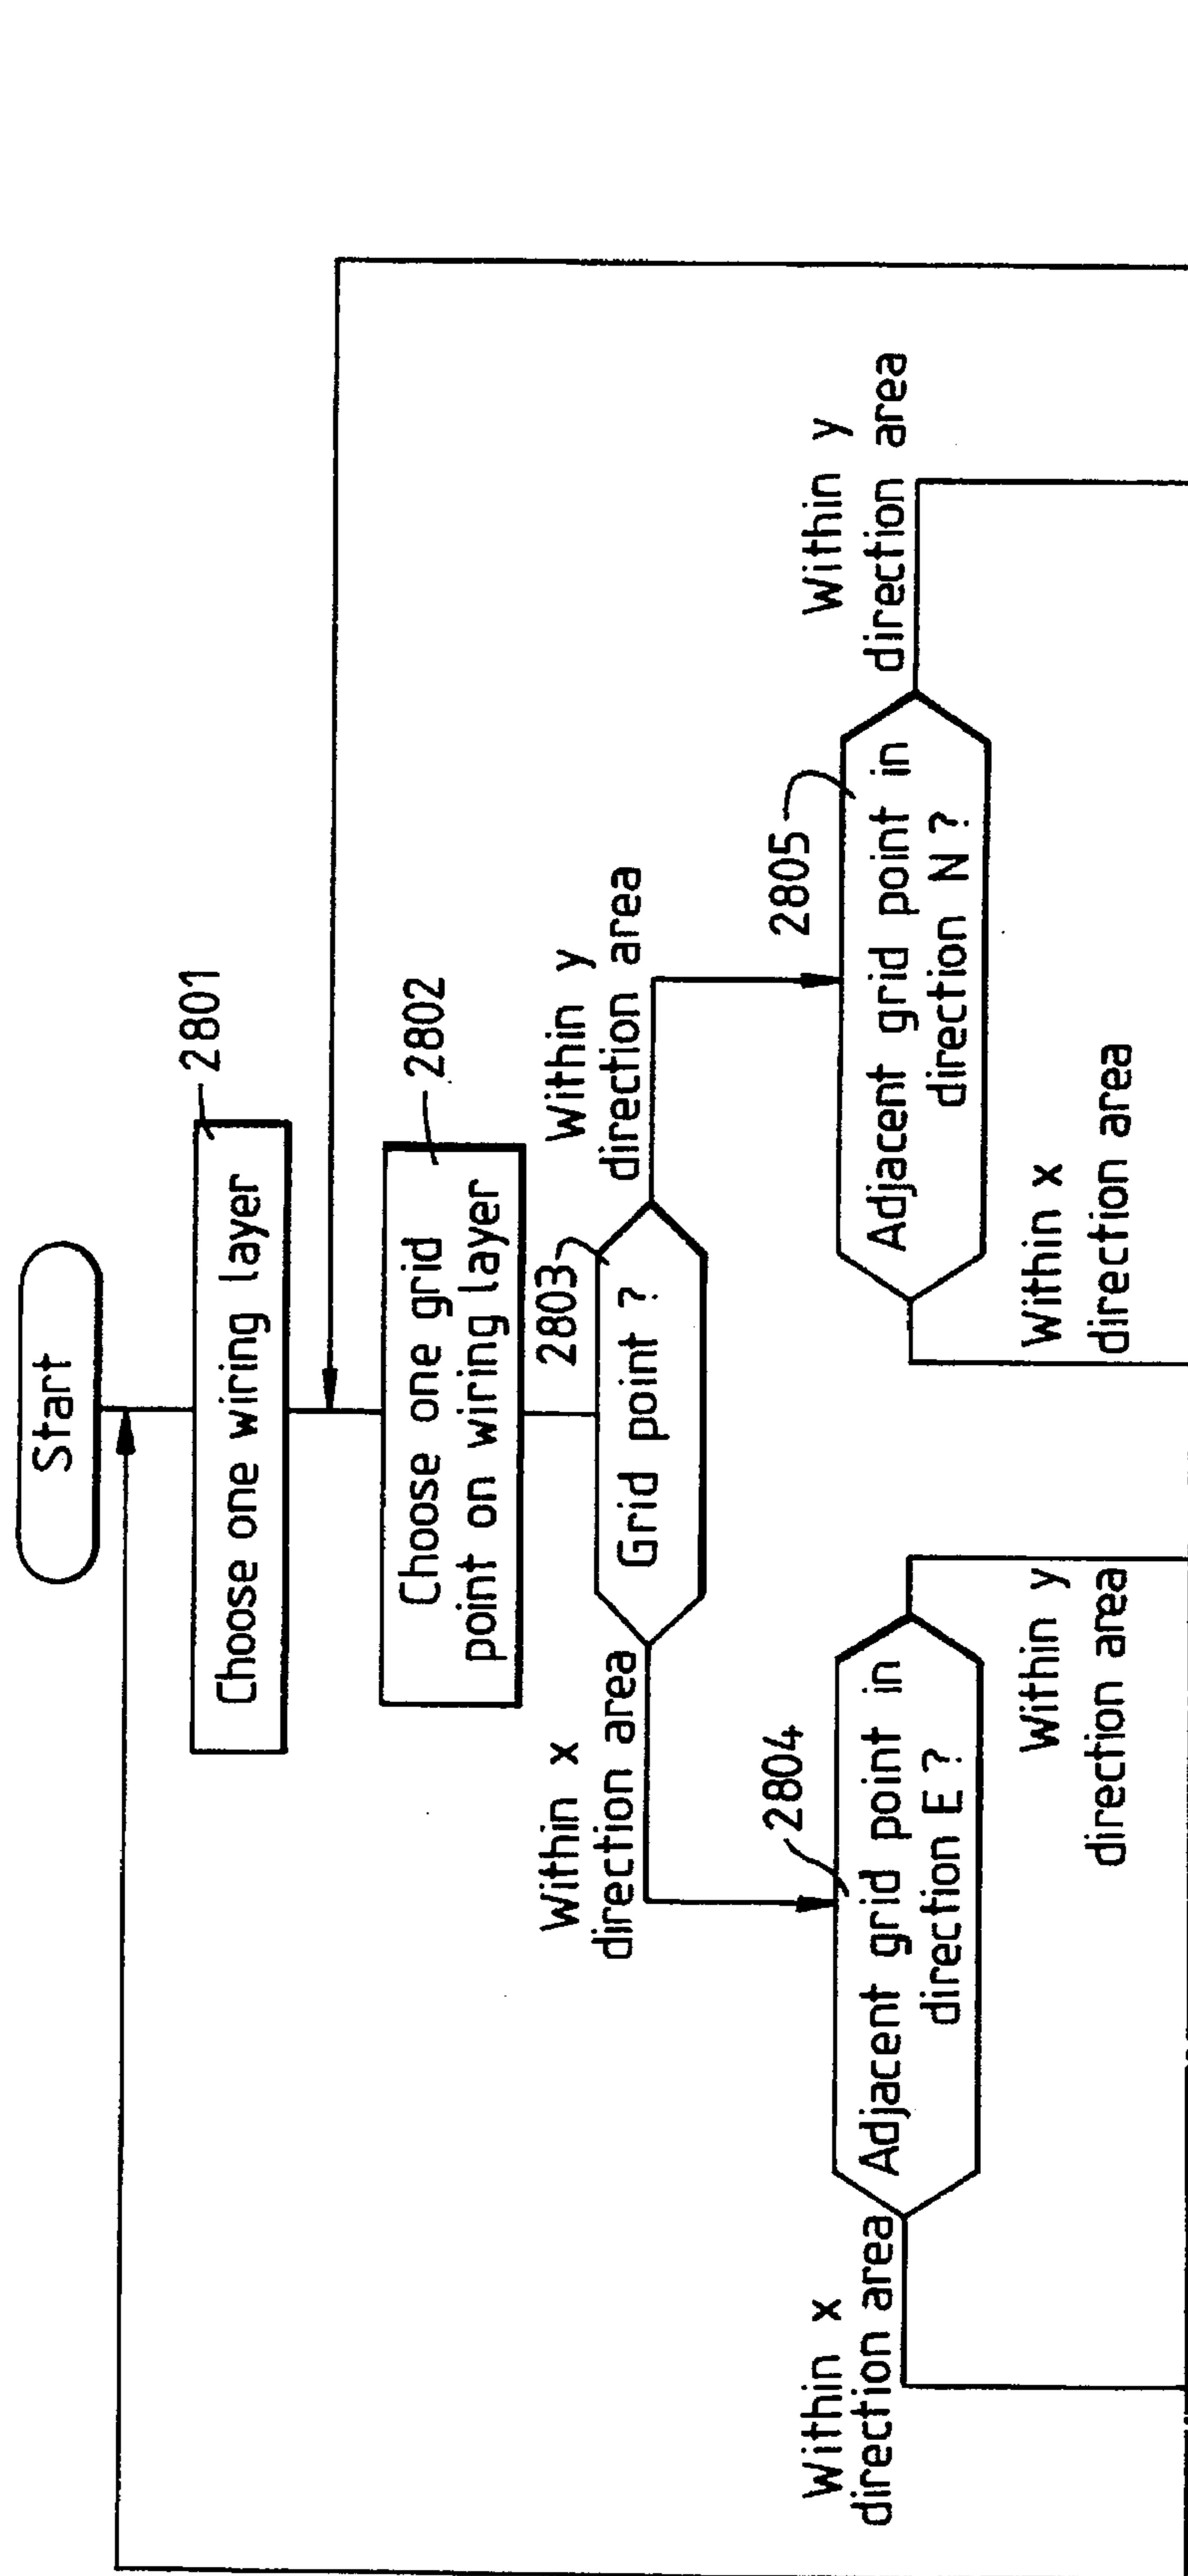 Start
2801
Choose one wiring layer
2802
Choose one grid
point on wiring layer
2803
Grid point ?
Within x
direction area
Within y
direction area
2804
Adjacent grid point in
direction E ?
2805
Adjacent grid point in
direction N ?
Within x
direction area
Within y
direction area
Within x
direction area
Within y
direction area